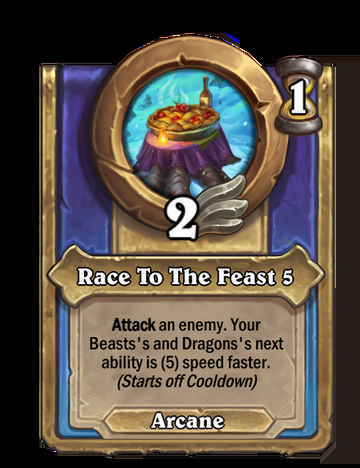 1
2
Race To The Feast 5
Attack an enemy. Your
Beasts's and Dragons's next
ability is (5) speed faster.
(Starts off Cooldown)
Arcane